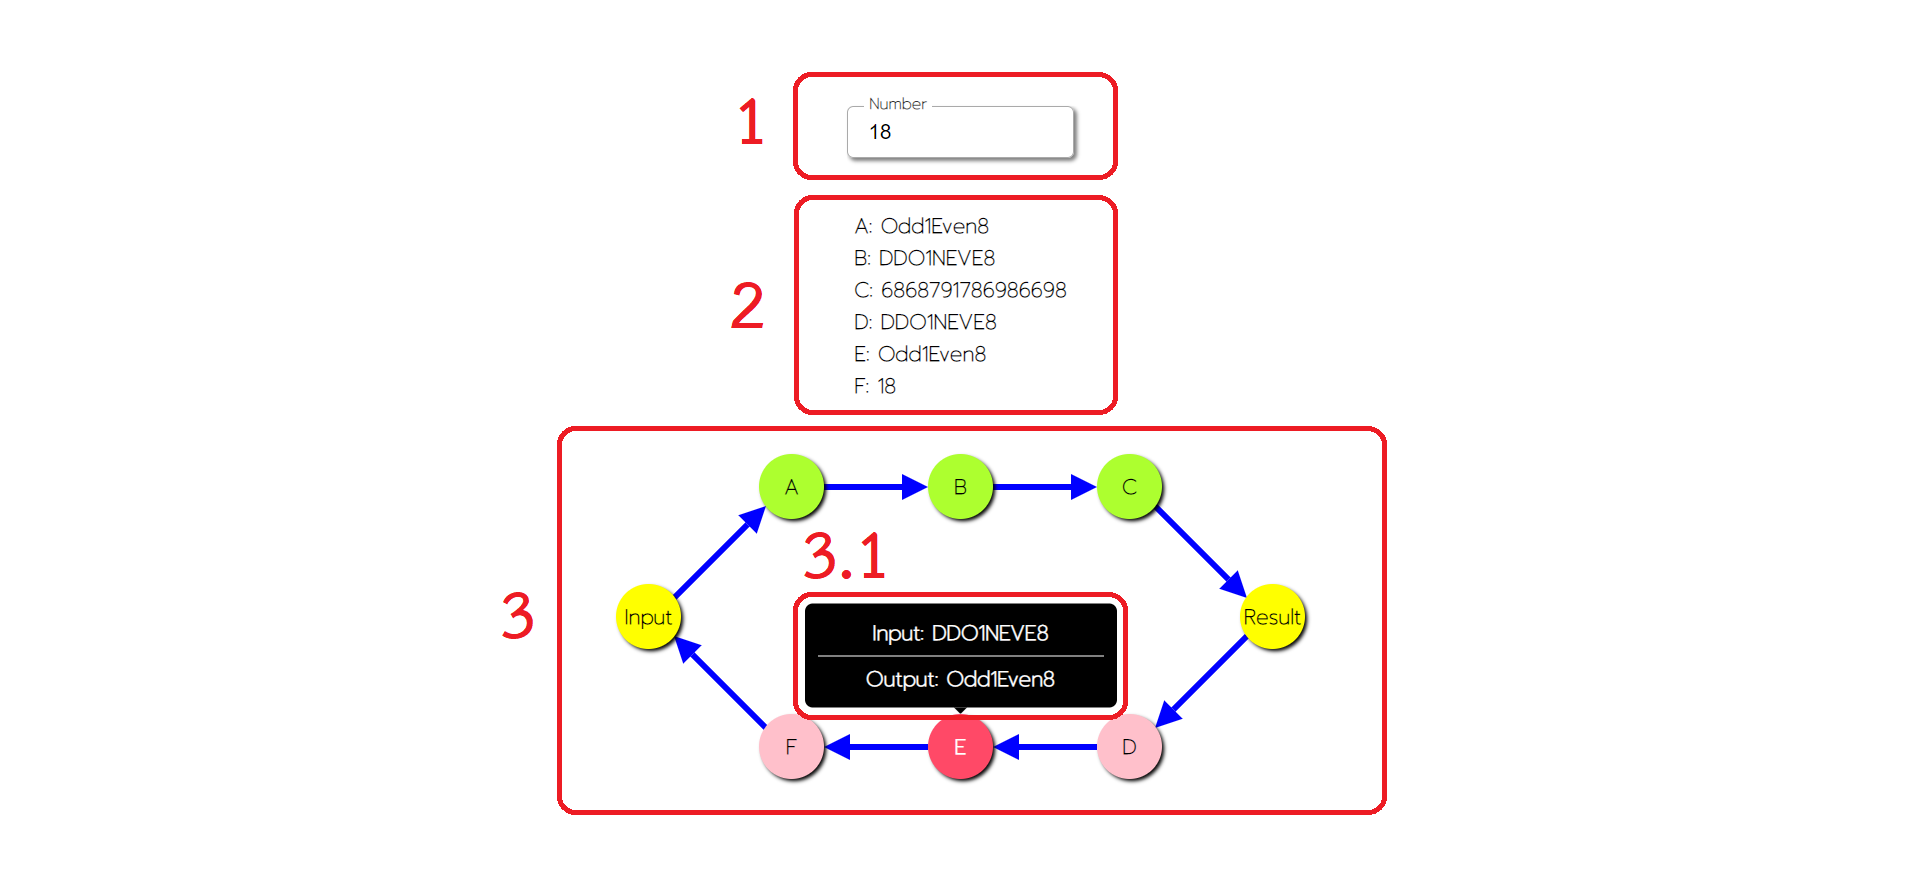 1
Number
18
2
A: Odd1Even8
B: DDO1NEVE8
C: 6868791786986698
D: DDO1NEVE8
E: Odd1Even8
F: 18
3
A
B
C
3.1
Input
Input: DDO1NEVE8
Output: Odd1Even8
Result
F
E
D